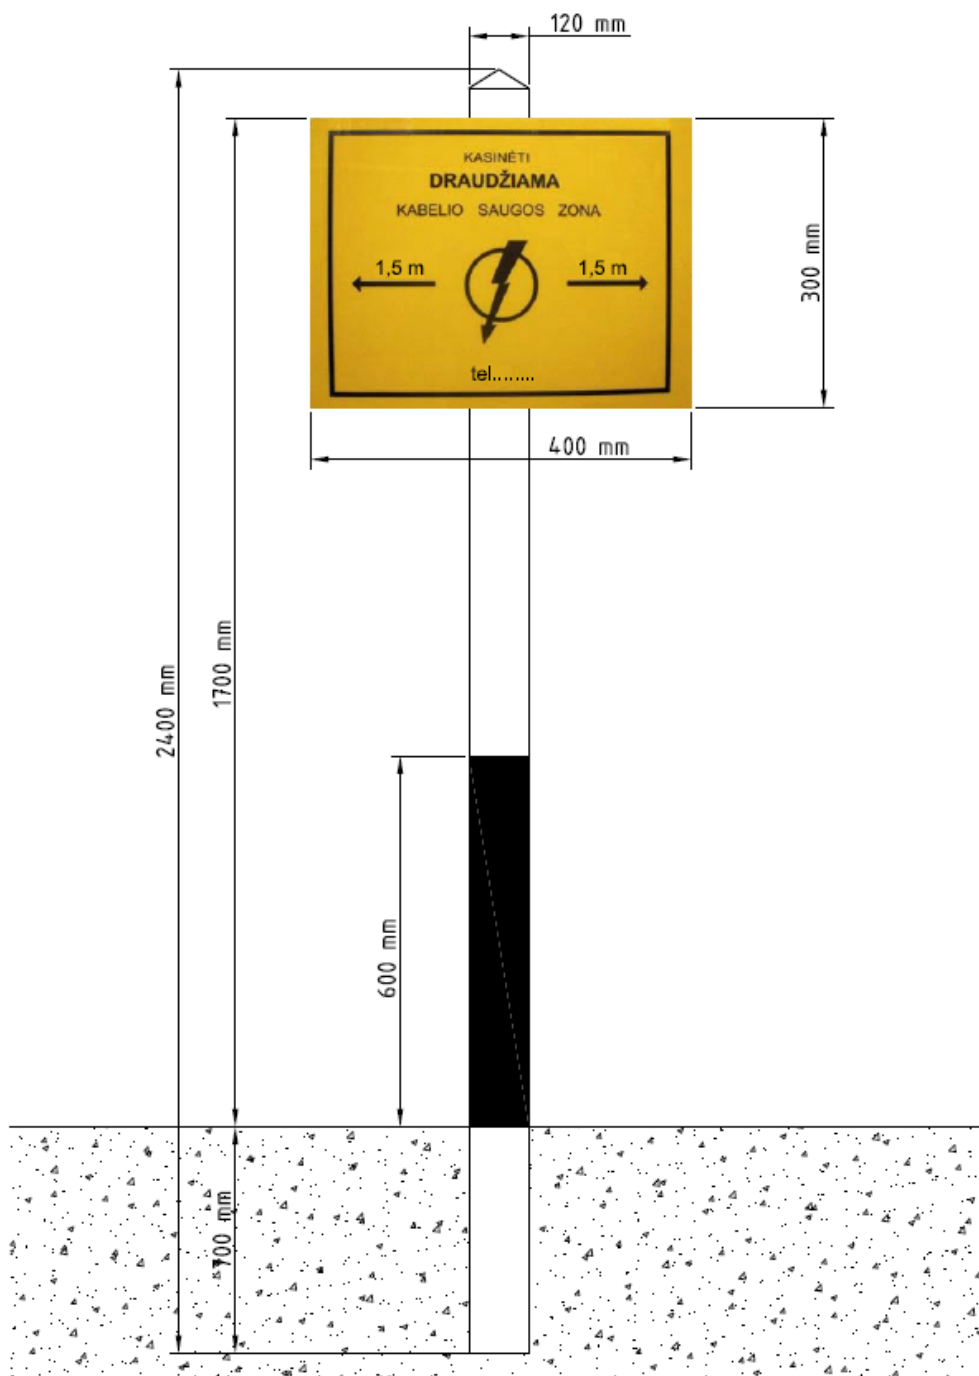 120 mm
KASINĖTI
DRAUDŽIAMA
KABELIO SAUGOS ZONA
1,5 m 1,5 m
tel........
300 mm
400 mm
1700 mm
2400 mm
600 mm
700 mm